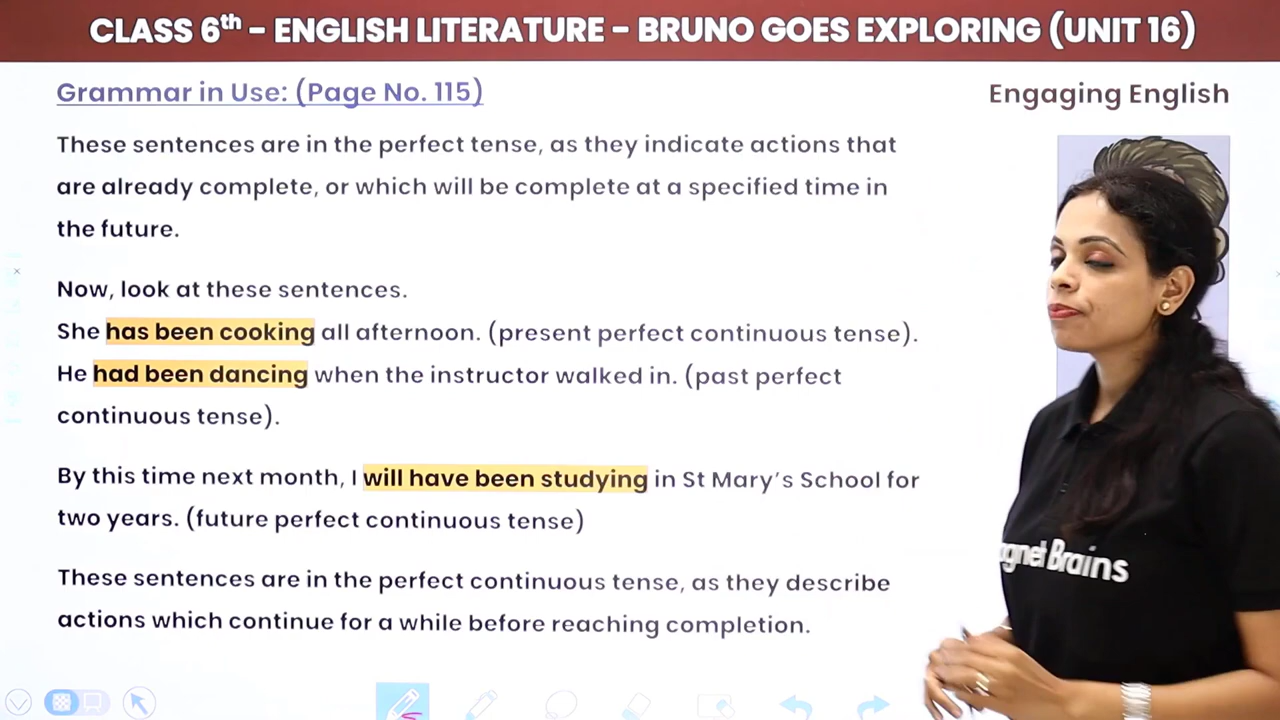 CLASS 6th – ENGLISH LITERATURE – BRUNO GOES EXPLORING (UNIT 16)
Grammar in Use: (Page No. 115)
Engaging English
These sentences are in the perfect tense, as they indicate actions that
are already complete, or which will be complete at a specified time in
the future.
Now, look at these sentences.
She has been cooking all afternoon. (present perfect continuous tense).
He had been dancing when the instructor walked in. (past perfect
continuous tense).
By this time next month, I will have been studying in St Mary's School for
two years. (future perfect continuous tense)
These sentences are in the perfect continuous tense, as they describe
actions which continue for a while before reaching completion.
Brains